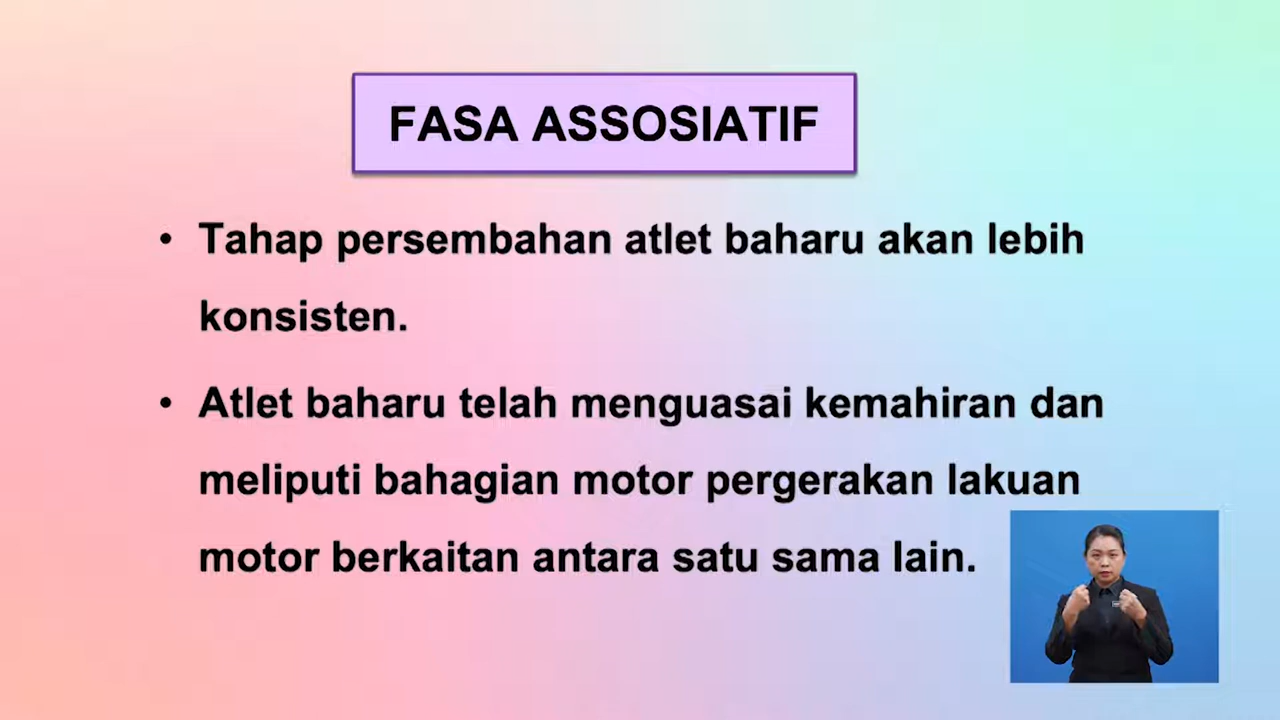 FASA ASSOSIATIF
• Tahap persembahan atlet baharu akan lebih
konsisten.
• Atlet baharu telah menguasai kemahiran dan
meliputi bahagian motor pergerakan lakuan
motor berkaitan antara satu sama lain.